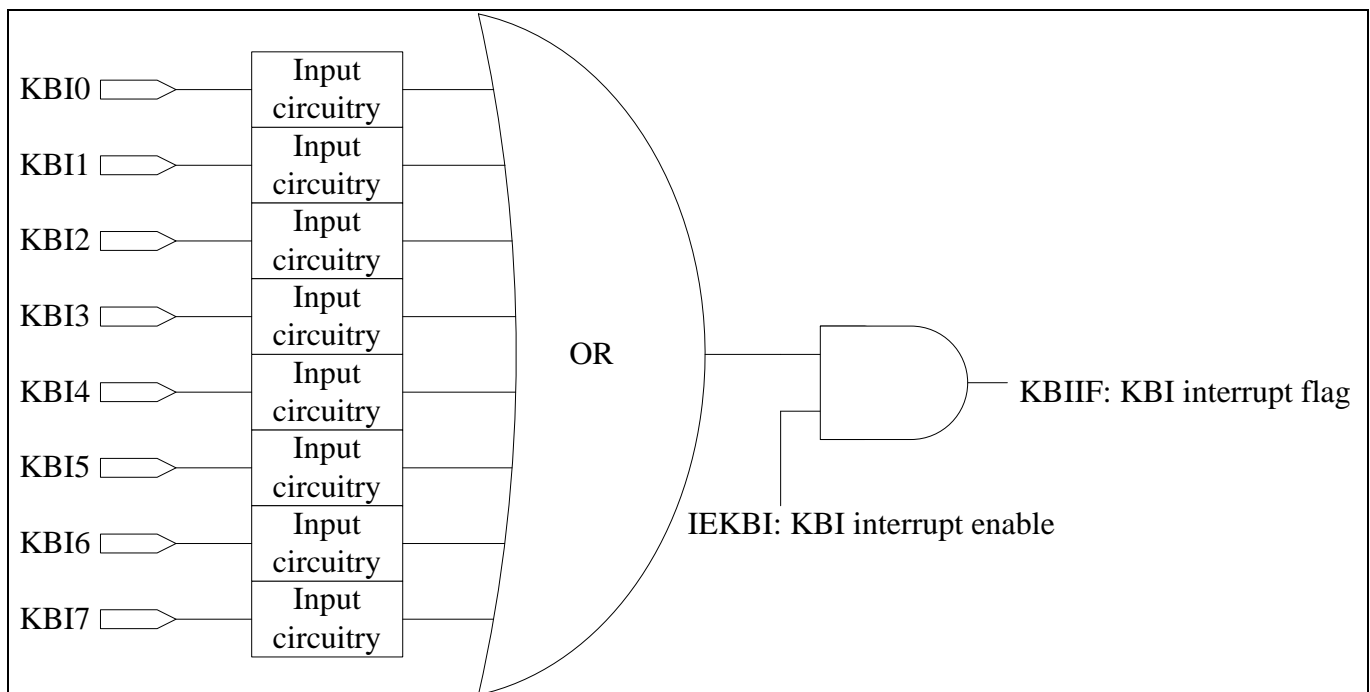 KBI0
Input
circuitry
KBI1
Input
circuitry
KBI2
Input
circuitry
KBI3
Input
circuitry
KBI4
Input
circuitry
KBI5
Input
circuitry
KBI6
Input
circuitry
KBI7
Input
circuitry
OR
KBIIF: KBI interrupt flag
IEKBI: KBI interrupt enable